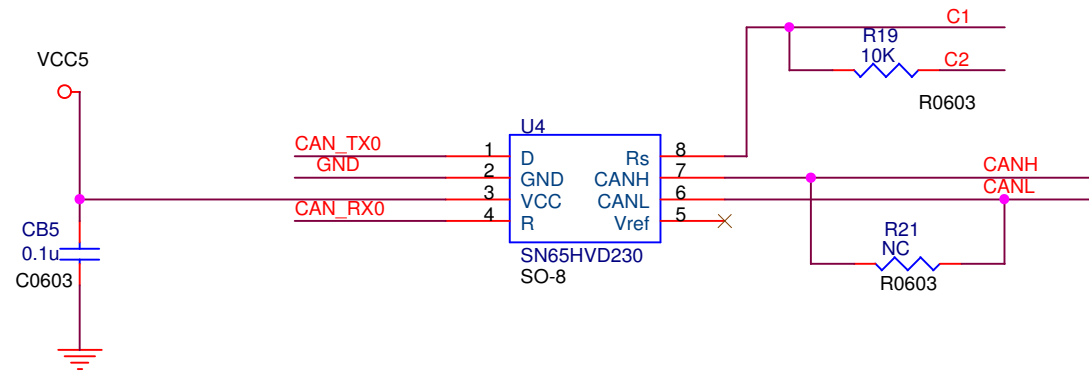 C1
R19
10K
C2
R0603
VCC5
U4
CAN_TX0
1
D
Rs
8
GND
2
GND
CANH
7
CANH
3
VCC
CANL
6
CANL
CAN_RX0
4
R
Vref
5
CB5
0.1u
C0603
SN65HVD230
SO-8
R21
NC
R0603